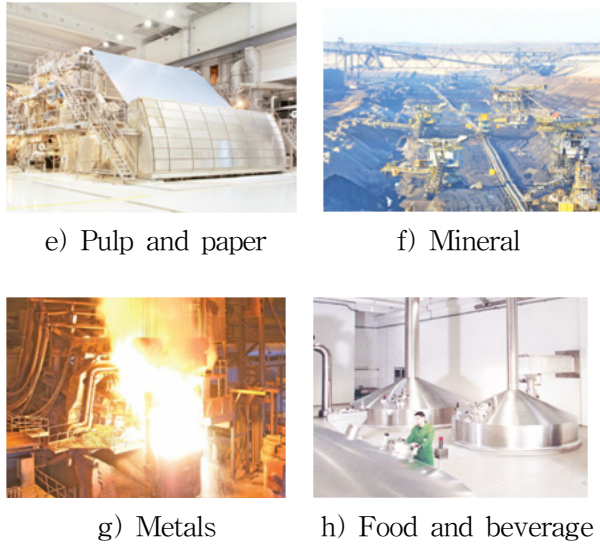 e) Pulp and paper
f) Mineral
g) Metals
h) Food and beverage